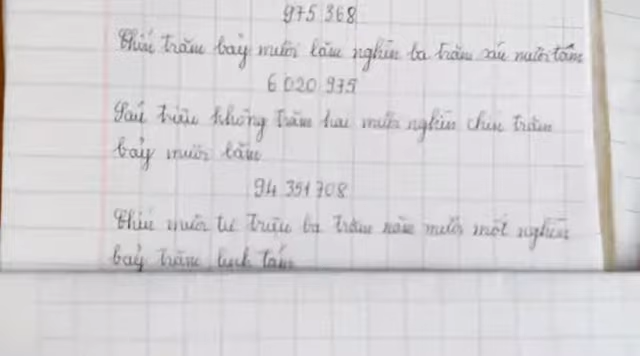 975 368
Chín trăm bảy mươi lăm nghìn ba trăm sáu mươi tám
6 020 975
Sáu triệu không trăm hai mươi nghìn chín trăm
bảy mươi lăm
94 351 708
Chín mươi tư triệu ba trăm năm mươi mốt nghìn
bảy trăm linh tám